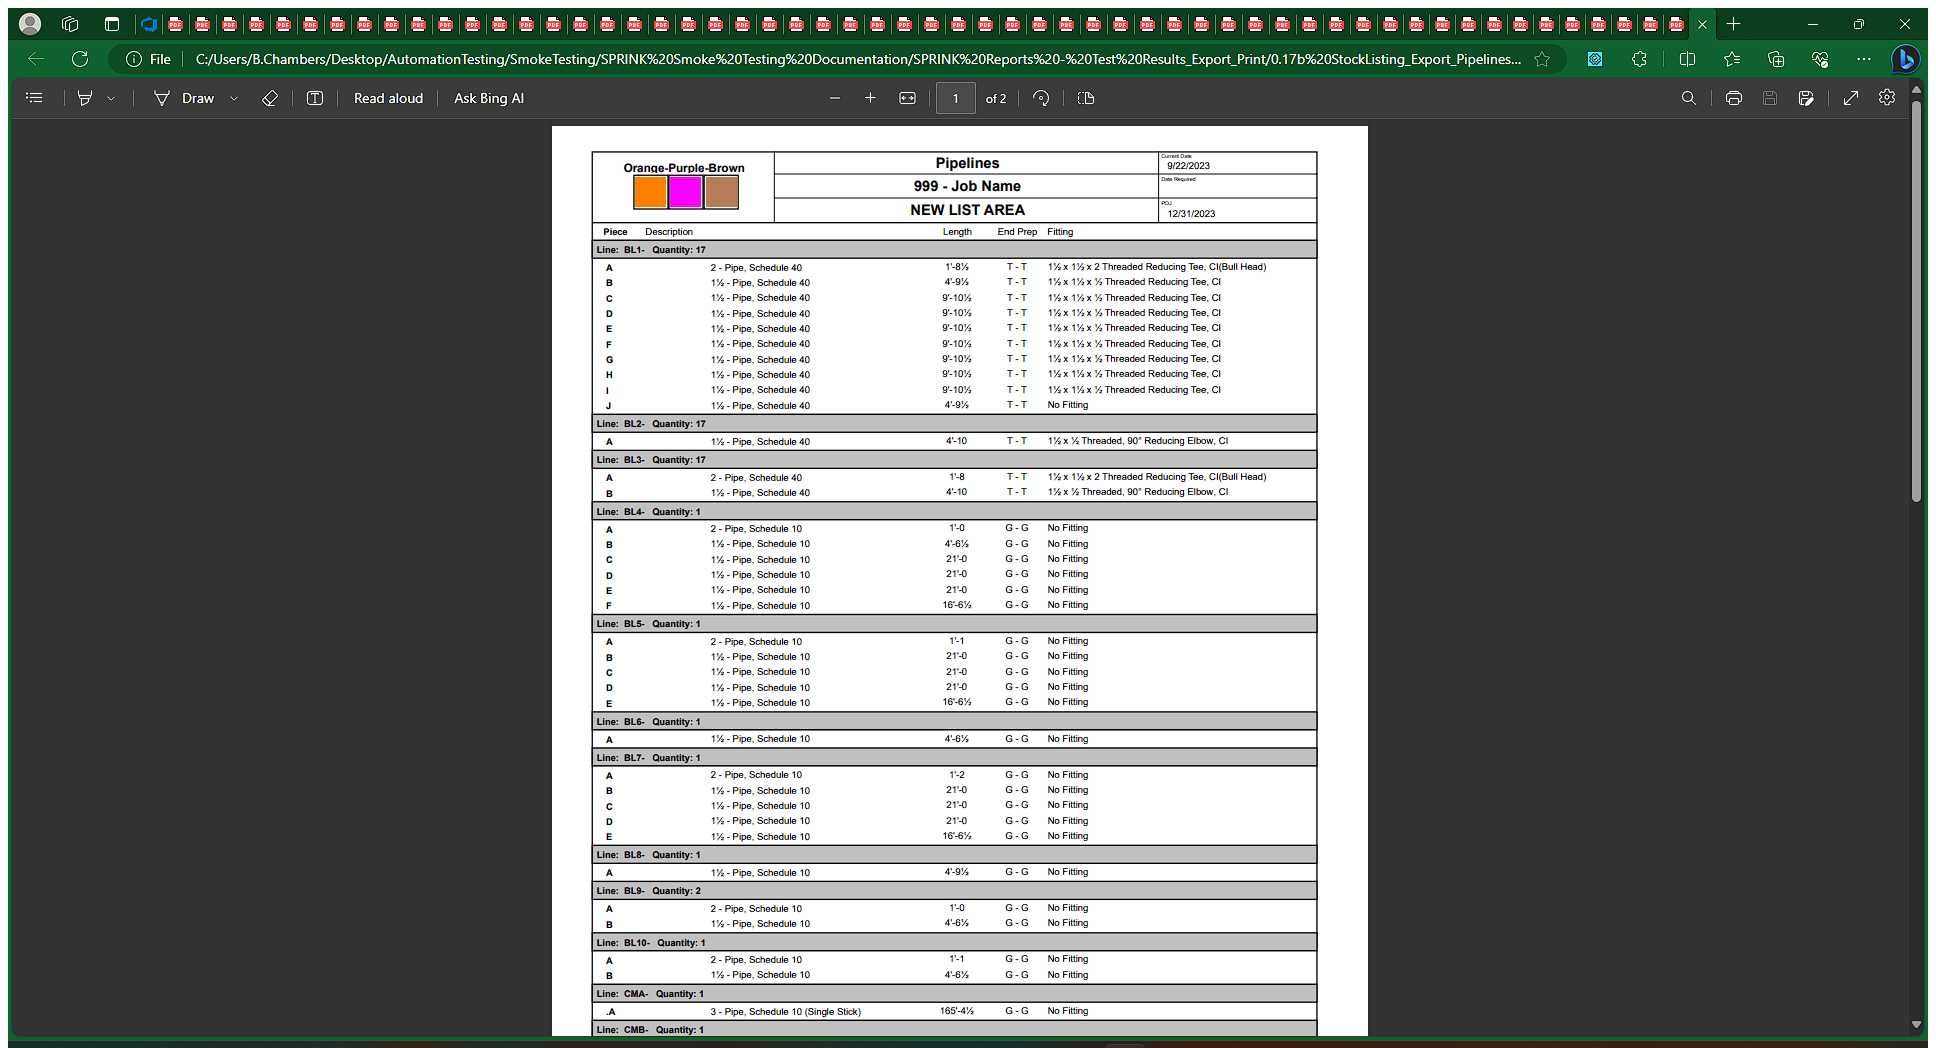 File C:/Users/B.Chambers/Desktop/AutomationTesting/SmokeTesting/SPRINK%20Smoke%20Testing%20Documentation/SPRINK%20Reports%20-%20Test%20Results_Export_Print/0.17b%20StockListing_Export_Pipelines...
Draw Read aloud Ask Bing AI 1 of 2
Orange-Purple-Brown
Pipelines
999 - Job Name
NEW LIST AREA
Current Date
9/22/2023
Date Required
POJ
12/31/2023
Piece Description Length End Prep Fitting
Line: BL1- Quantity: 17
A 2 - Pipe, Schedule 40 1'-8½ T - T 1½ x 1½ x 2 Threaded Reducing Tee, CI(Bull Head)
B 1½ - Pipe, Schedule 40 4'-9½ T - T 1½ x 1½ x ½ Threaded Reducing Tee, CI
C 1½ - Pipe, Schedule 40 9'-10½ T - T 1½ x 1½ x ½ Threaded Reducing Tee, CI
D 1½ - Pipe, Schedule 40 9'-10½ T - T 1½ x 1½ x ½ Threaded Reducing Tee, CI
E 1½ - Pipe, Schedule 40 9'-10½ T - T 1½ x 1½ x ½ Threaded Reducing Tee, CI
F 1½ - Pipe, Schedule 40 9'-10½ T - T 1½ x 1½ x ½ Threaded Reducing Tee, CI
G 1½ - Pipe, Schedule 40 9'-10½ T - T 1½ x 1½ x ½ Threaded Reducing Tee, CI
H 1½ - Pipe, Schedule 40 9'-10½ T - T 1½ x 1½ x ½ Threaded Reducing Tee, CI
I 1½ - Pipe, Schedule 40 9'-10½ T - T 1½ x 1½ x ½ Threaded Reducing Tee, CI
J 1½ - Pipe, Schedule 40 4'-9½ T - T No Fitting
Line: BL2- Quantity: 17
A 1½ - Pipe, Schedule 40 4'-10 T - T 1½ x ½ Threaded, 90° Reducing Elbow, CI
Line: BL3- Quantity: 17
A 2 - Pipe, Schedule 40 1'-8 T - T 1½ x 1½ x 2 Threaded Reducing Tee, CI(Bull Head)
B 1½ - Pipe, Schedule 40 4'-10 T - T 1½ x ½ Threaded, 90° Reducing Elbow, CI
Line: BL4- Quantity: 1
A 2 - Pipe, Schedule 10 1'-0 G - G No Fitting
B 1½ - Pipe, Schedule 10 4'-6½ G - G No Fitting
C 1½ - Pipe, Schedule 10 21'-0 G - G No Fitting
D 1½ - Pipe, Schedule 10 21'-0 G - G No Fitting
E 1½ - Pipe, Schedule 10 21'-0 G - G No Fitting
F 1½ - Pipe, Schedule 10 16'-6½ G - G No Fitting
Line: BL5- Quantity: 1
A 2 - Pipe, Schedule 10 1'-1 G - G No Fitting
B 1½ - Pipe, Schedule 10 21'-0 G - G No Fitting
C 1½ - Pipe, Schedule 10 21'-0 G - G No Fitting
D 1½ - Pipe, Schedule 10 21'-0 G - G No Fitting
E 1½ - Pipe, Schedule 10 16'-6½ G - G No Fitting
Line: BL6- Quantity: 1
A 1½ - Pipe, Schedule 10 4'-6½ G - G No Fitting
Line: BL7- Quantity: 1
A 2 - Pipe, Schedule 10 1'-2 G - G No Fitting
B 1½ - Pipe, Schedule 10 21'-0 G - G No Fitting
C 1½ - Pipe, Schedule 10 21'-0 G - G No Fitting
D 1½ - Pipe, Schedule 10 21'-0 G - G No Fitting
E 1½ - Pipe, Schedule 10 16'-6½ G - G No Fitting
Line: BL8- Quantity: 1
A 1½ - Pipe, Schedule 10 4'-9½ G - G No Fitting
Line: BL9- Quantity: 2
A 2 - Pipe, Schedule 10 1'-0 G - G No Fitting
B 1½ - Pipe, Schedule 10 4'-6½ G - G No Fitting
Line: BL10- Quantity: 1
A 2 - Pipe, Schedule 10 1'-1 G - G No Fitting
B 1½ - Pipe, Schedule 10 4'-6½ G - G No Fitting
Line: CMA- Quantity: 1
.A 3 - Pipe, Schedule 10 (Single Stick) 165'-4½ G - G No Fitting
Line: CMB- Quantity: 1